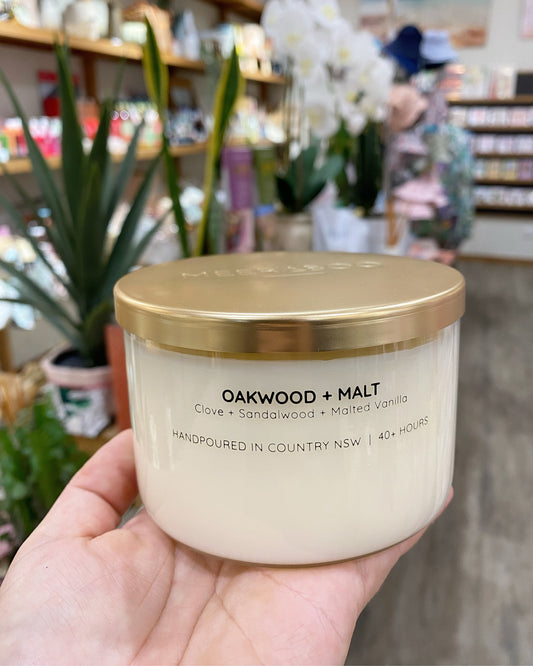 OAKWOOD + MALT
Clove + Sandalwood + Malted Vanilla
HANDPOURED IN COUNTRY NSW | 40+ HOURS